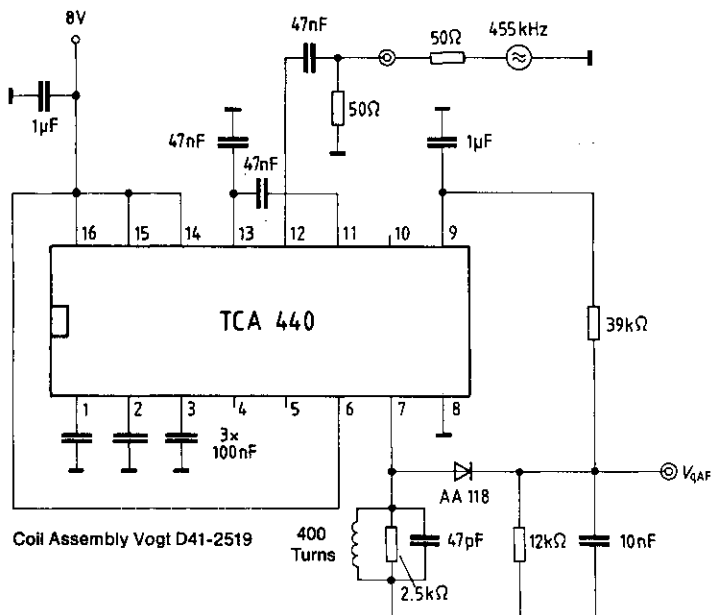 8V
47nF
50Ω
455kHz
1µF
47nF
50Ω
1µF
47nF
16 15 14 13 12 11 10 9
TCA 440
39kΩ
1 2 3 4 5 6 7 8
3×
100nF
AA 118
VqAF
Coil Assembly Vogt D41-2519
400
Turns
47pF
12kΩ
10nF
2.5kΩ